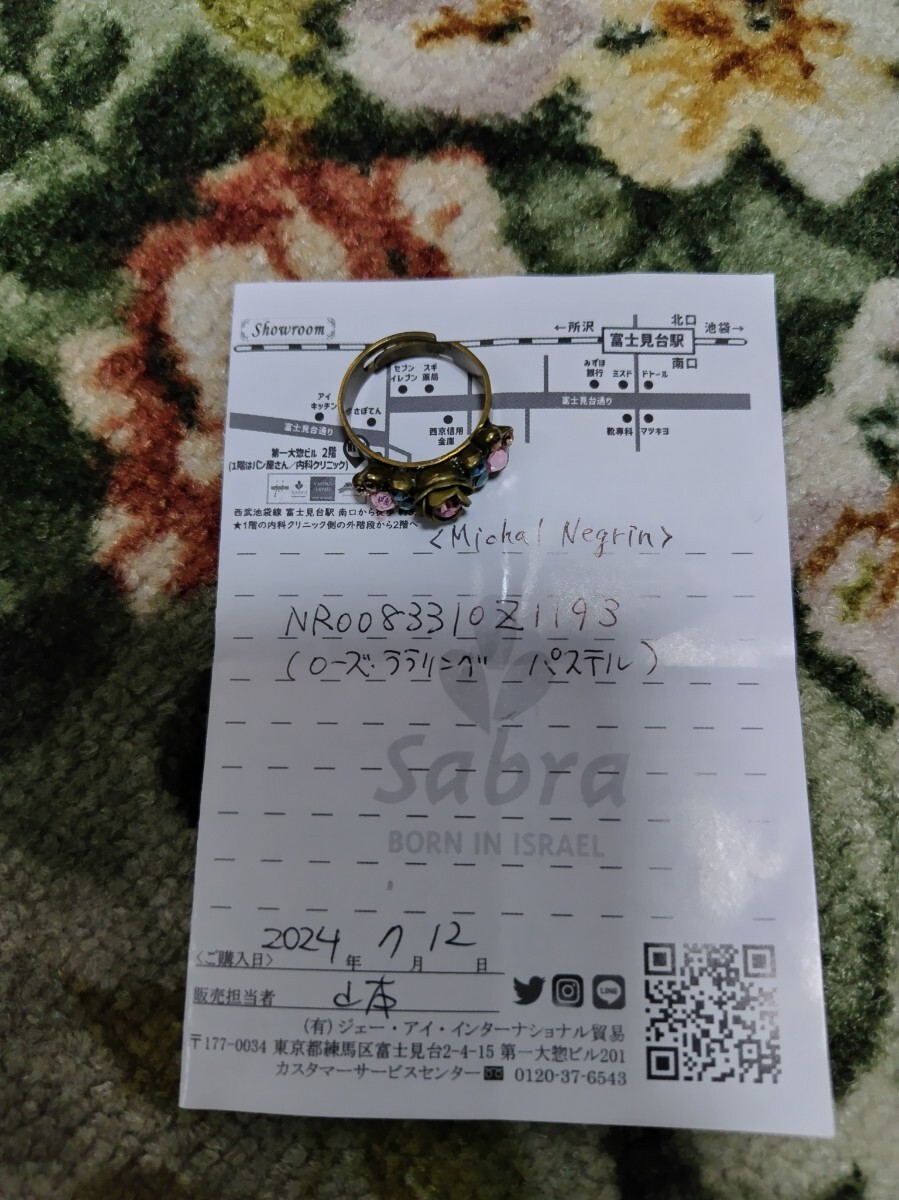 Showroom
←所沢
北口
池袋→
富士見台駅
南口
セブン
イレブン
スギ
薬局
みずほ
銀行
ミスド
ドトール
アイ
キッチン
さぼてん
富士見台通り
富士見台通り
西京信用
金庫
靴専科
マツキヨ
第一大惣ビル 2階
(1階はパン屋さん/内科クリニック)
西武池袋線 富士見台駅 南口から徒歩
★1階の内科クリニック側の外階段から2階へ
<Michal Negrin>
NR0083310Z1193
(ローズ・ララリング パステル)
Sabra
BORN IN ISRAEL
2024 7 12
〈ご購入日〉 年 月 日
販売担当者 山本
(有)ジェー・アイ・インターナショナル貿易
〒177-0034 東京都練馬区富士見台2-4-15 第一大惣ビル201
カスタマーサービスセンター 0120-37-6543
LINE